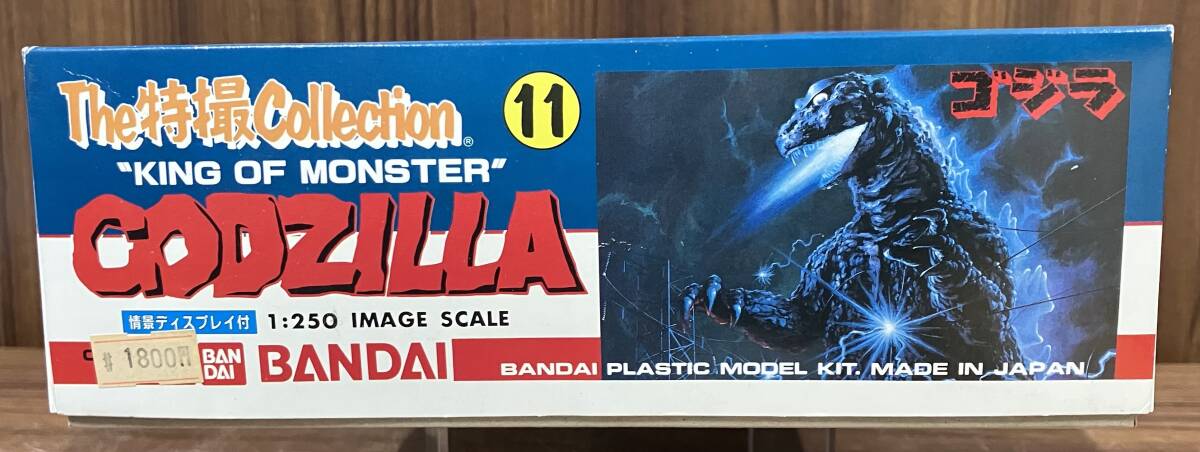 The特撮Collection®
11
"KING OF MONSTER"
GODZILLA
情景ディスプレイ付 1:250 IMAGE SCALE
1800円
BAN
DAI
BANDAI
BANDAI PLASTIC MODEL KIT. MADE IN JAPAN
ゴジラ